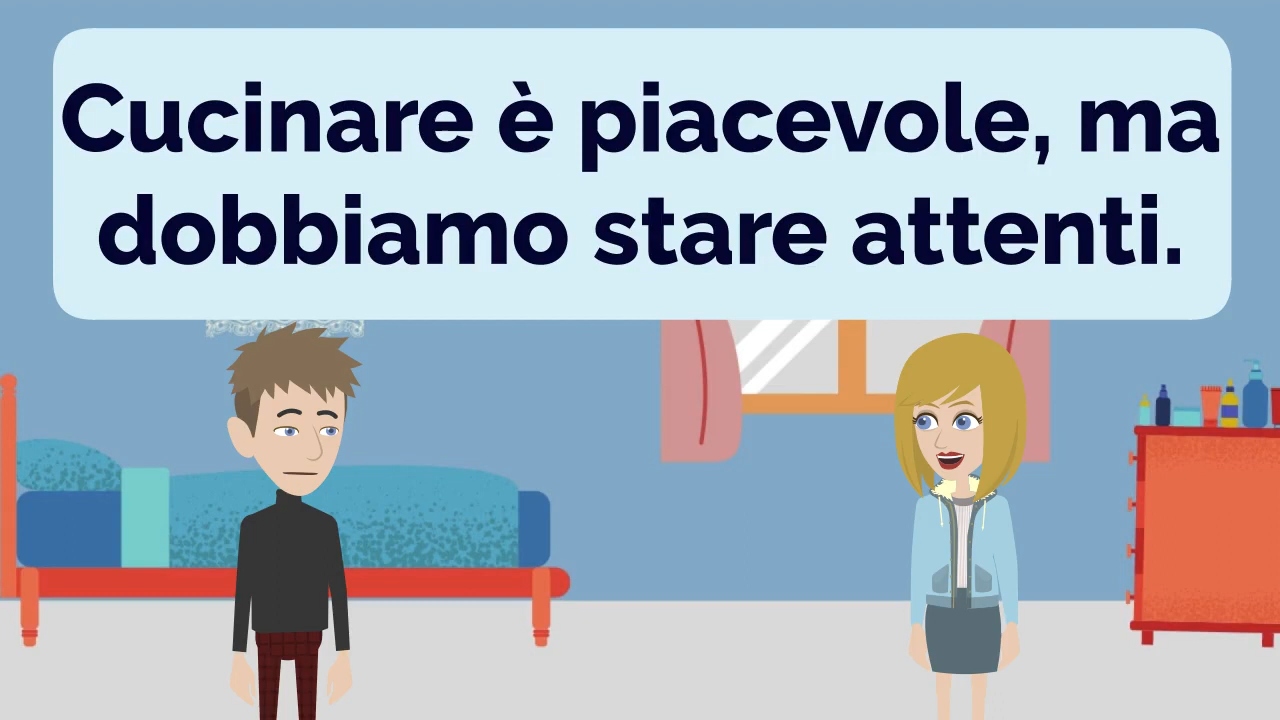 Cucinare è piacevole, ma
dobbiamo stare attenti.